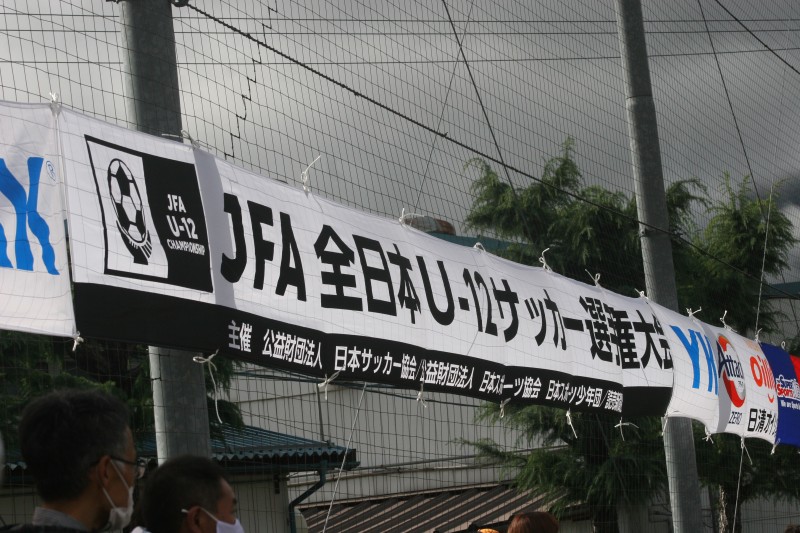 JFA
U-12
CHAMPIONSHIP
JFA 全日本U-12サッカー選権大会
主催 公益財団法人 日本サッカー協会/公益財団法人 日本スポーツ協会 日本スポーツ少年団/
YK
Attack
ZERO
日清オイ